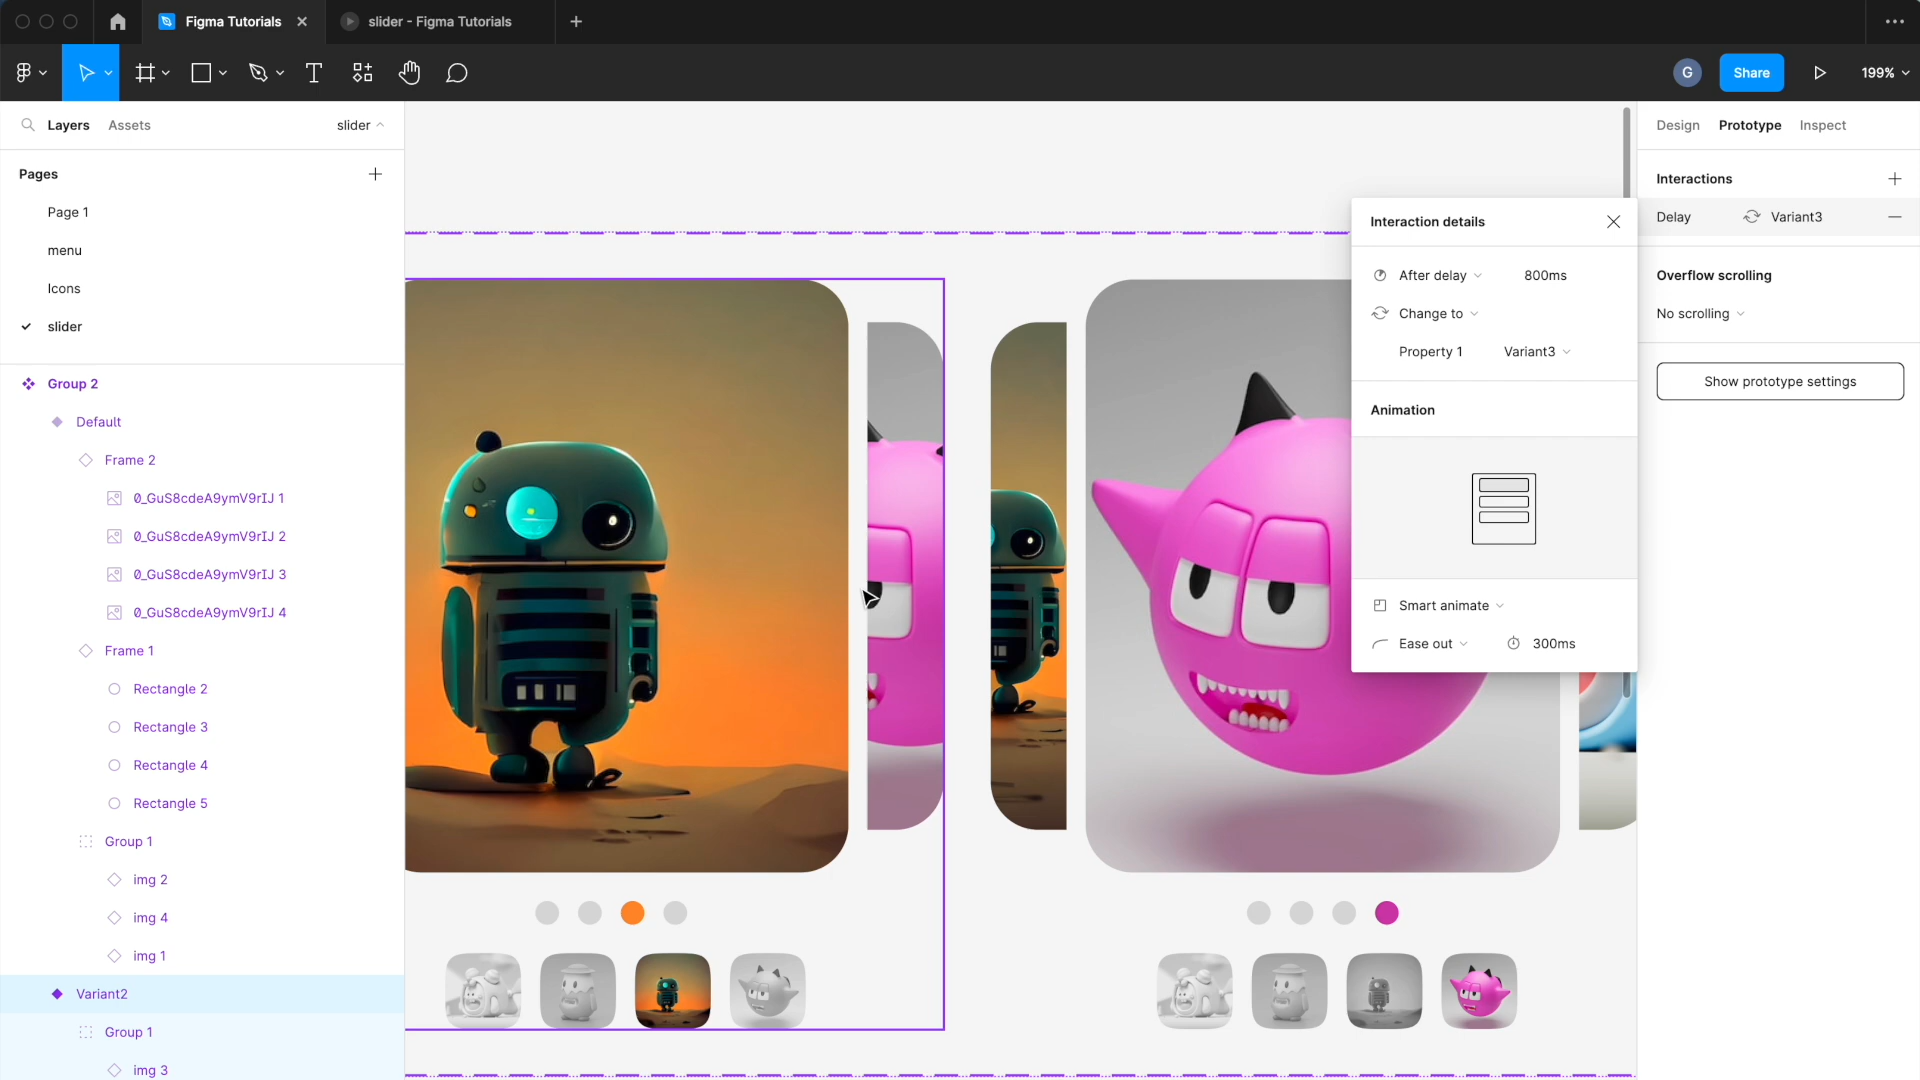 Figma Tutorials
slider - Figma Tutorials
G
Share
199%
Layers
Assets
slider
Pages
Page 1
menu
Icons
slider
Group 2
Default
Frame 2
0_GuS8cdeA9ymV9rIJ 1
0_GuS8cdeA9ymV9rIJ 2
0_GuS8cdeA9ymV9rIJ 3
0_GuS8cdeA9ymV9rIJ 4
Frame 1
Rectangle 2
Rectangle 3
Rectangle 4
Rectangle 5
Group 1
img 2
img 4
img 1
Variant2
Group 1
img 3
Interaction details
After delay
800ms
Change to
Property 1
Variant3
Animation
Smart animate
Ease out
300ms
Design
Prototype
Inspect
Interactions
Delay
Variant3
Overflow scrolling
No scrolling
Show prototype settings